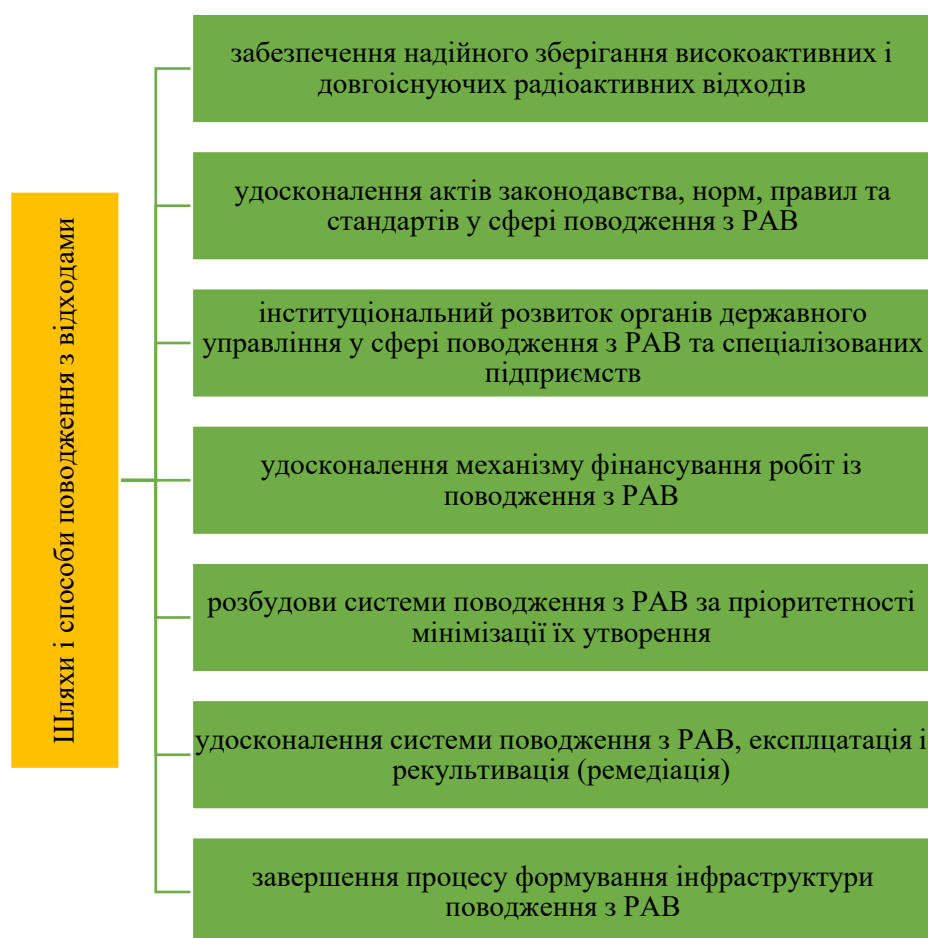 Шляхи і способи поводження з відходами
забезпечення надійного зберігання високоактивних і
довгоіснуючих радіоактивних відходів
удосконалення актів законодавства, норм, правил та
стандартів у сфері поводження з РАВ
інституціональний розвиток органів державного
управління у сфері поводження з РАВ та спеціалізованих
підприємств
удосконалення механізму фінансування робіт із
поводження з РАВ
розбудови системи поводження з РАВ за пріоритетності
мінімізації їх утворення
удосконалення системи поводження з РАВ, експлцатація і
рекультивація (ремедіація)
завершення процесу формування інфраструктури
поводження з РАВ